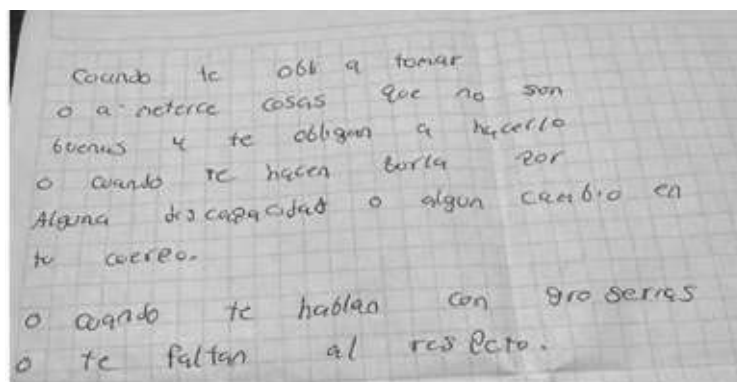 Cuando te obli a tomar
o a meterce cosas que no son
buenas y te obligan a hacerlo
o cuando te hacen burla por
Alguna discapacidad o algun cambio en
tu cuerpo.
o cuando te hablan con groserias
o te faltan al respecto.